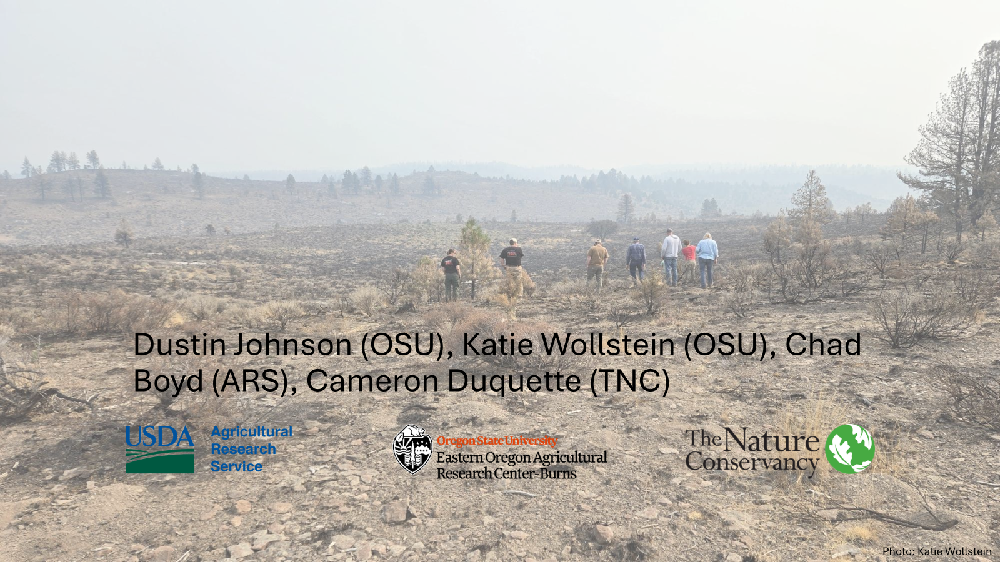 Dustin Johnson (OSU), Katie Wollstein (OSU), Chad
Boyd (ARS), Cameron Duquette (TNC)
USDA
Agricultural
Research
Service
Oregon State University
Eastern Oregon Agricultural
Research Center-Burns
The Nature
Conservancy
Photo: Katie Wollstein